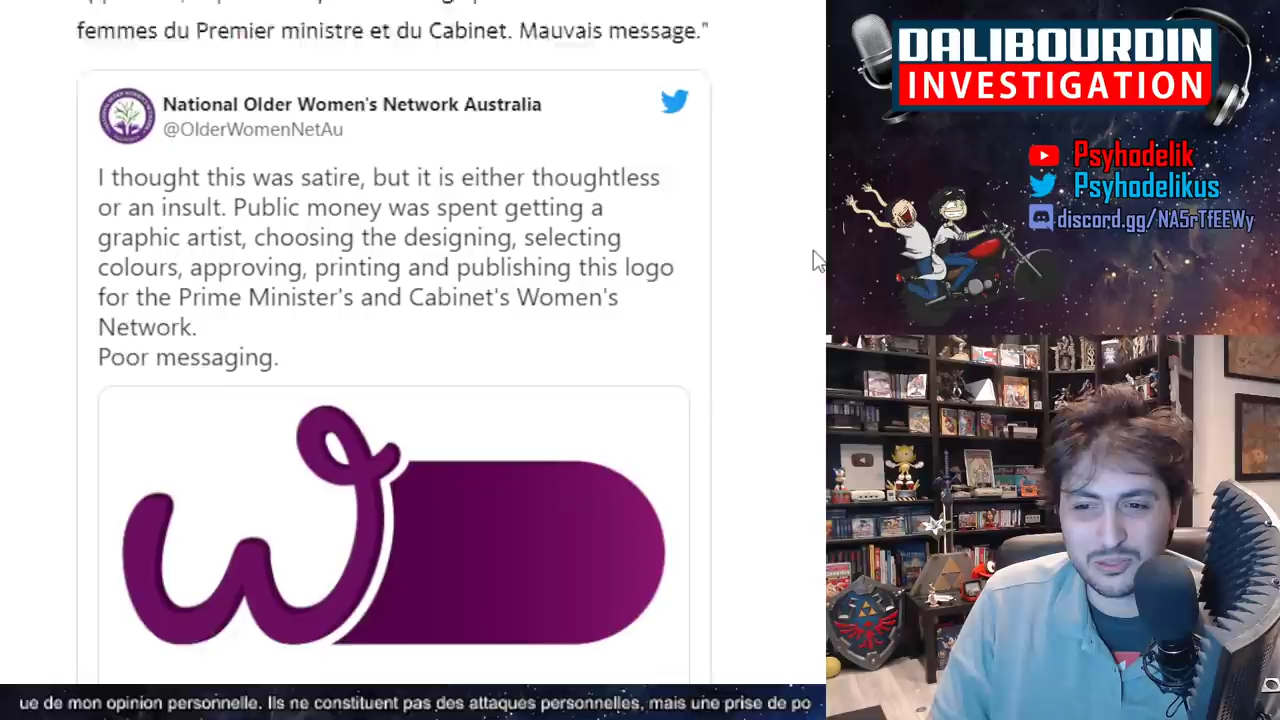 femmes du Premier ministre et du Cabinet. Mauvais message."
National Older Women's Network Australia
@OlderWomenNetAu
I thought this was satire, but it is either thoughtless
or an insult. Public money was spent getting a
graphic artist, choosing the designing, selecting
colours, approving, printing and publishing this logo
for the Prime Minister's and Cabinet's Women's
Network.
Poor messaging.
w
DALIBOURDIN
INVESTIGATION
Psyhodelik
Psyhodelikus
discord.gg/NA5rTfEEWy
ue de mon opinion personnelle. Ils ne constituent pas des attaques personnelles, mais une prise de po